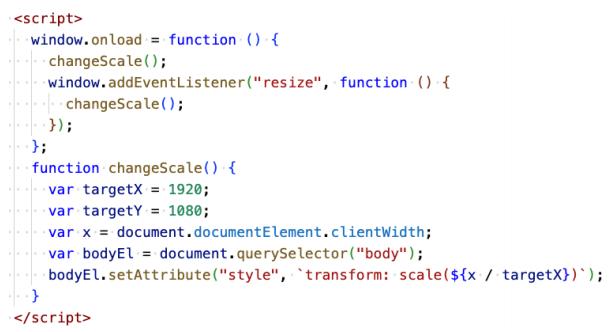 <script>
window.onload = function () {
changeScale();
window.addEventListener("resize", function () {
changeScale();
});
};
function changeScale() {
var targetX = 1920;
var targetY = 1080;
var x = document.documentElement.clientWidth;
var bodyEl = document.querySelector("body");
bodyEl.setAttribute("style", `transform: scale(${x / targetX})`);
}
</script>